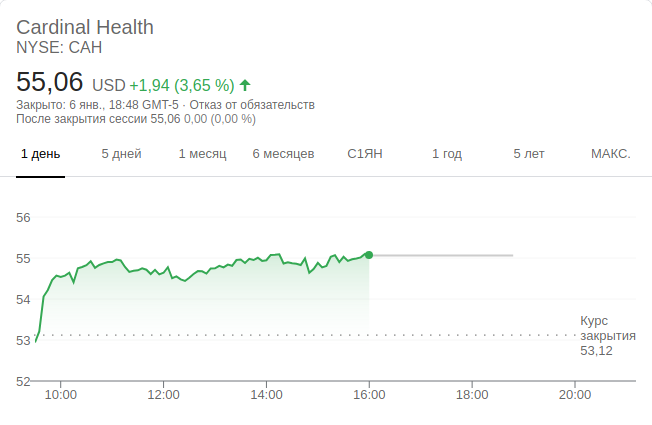 Cardinal Health
NYSE: CAH
55,06 USD +1,94 (3,65 %)
Закрыто: 6 янв., 18:48 GMT-5 · Отказ от обязательств
После закрытия сессии 55,06 0,00 (0,00 %)
1 день 5 дней 1 месяц 6 месяцев С1ЯН 1 год 5 лет МАКС.
56
55
54
Курс
закрытия
53
53,12
52
10:00 12:00 14:00 16:00 18:00 20:00